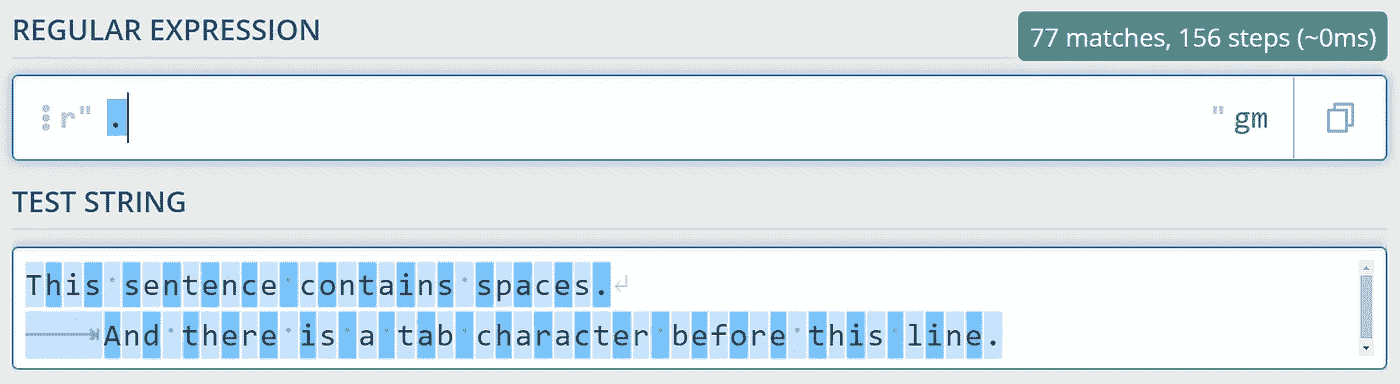 REGULAR EXPRESSION
77 matches, 156 steps (~0ms)
r" . " gm
TEST STRING
This sentence contains spaces.
And there is a tab character before this line.